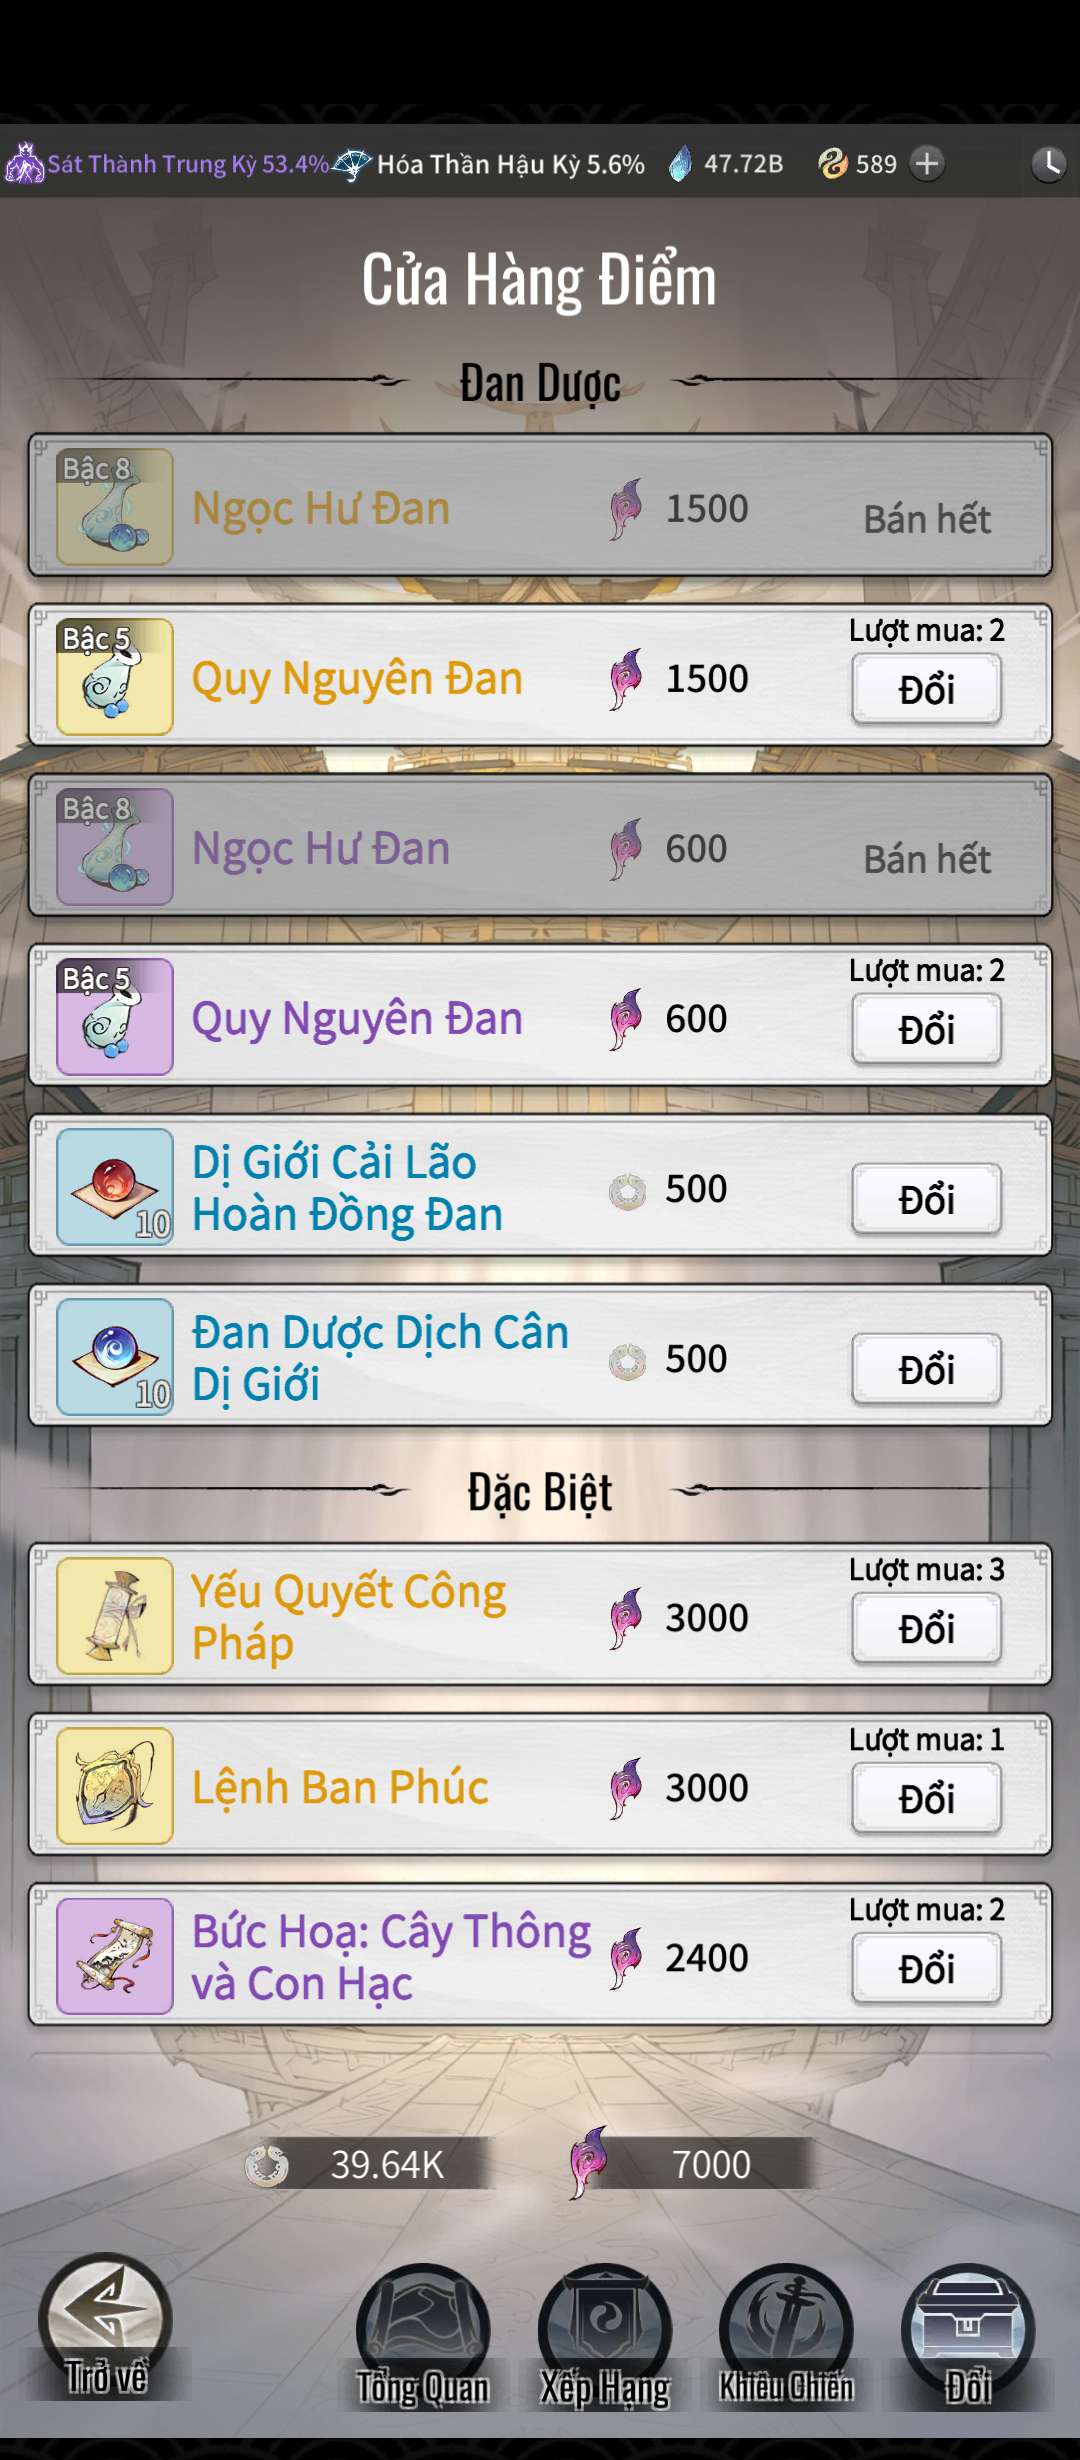 Sát Thành Trung Kỳ 53.4% Hóa Thần Hậu Kỳ 5.6% 47.72B 589
Cửa Hàng Điểm
Đan Dược
Bậc 8
Ngọc Hư Đan 1500 Bán hết
Bậc 5
Quy Nguyên Đan 1500
Lượt mua: 2
Đổi
Bậc 8
Ngọc Hư Đan 600 Bán hết
Bậc 5
Quy Nguyên Đan 600
Lượt mua: 2
Đổi
10
Dị Giới Cải Lão
Hoàn Đồng Đan
500
Đổi
10
Đan Dược Dịch Cân
Dị Giới
500
Đổi
Đặc Biệt
Yếu Quyết Công
Pháp
3000
Lượt mua: 3
Đổi
Lệnh Ban Phúc 3000
Lượt mua: 1
Đổi
Bức Hoạ: Cây Thông
và Con Hạc
2400
Lượt mua: 2
Đổi
39.64K 7000
Trở về Tổng Quan Xếp Hạng Khiêu Chiến Đổi